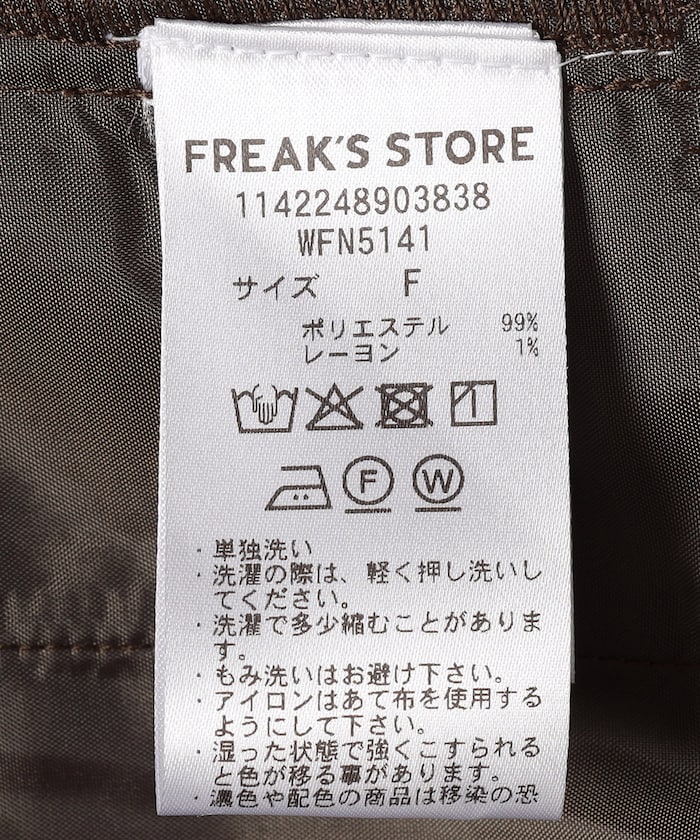 FREAK'S STORE
1142248903838
WFN5141
サイズ F
ポリエステル 99%
レーヨン 1%
F W
・単独洗い
・洗濯の際は、軽く押し洗いし
てください。
・洗濯で多少縮むことがありま
す。
・もみ洗いはお避け下さい。
・アイロンはあて布を使用する
ようにして下さい。
・湿った状態で強くこすられる
と色が移る事があります。
・濃色や配色の商品は移染の恐